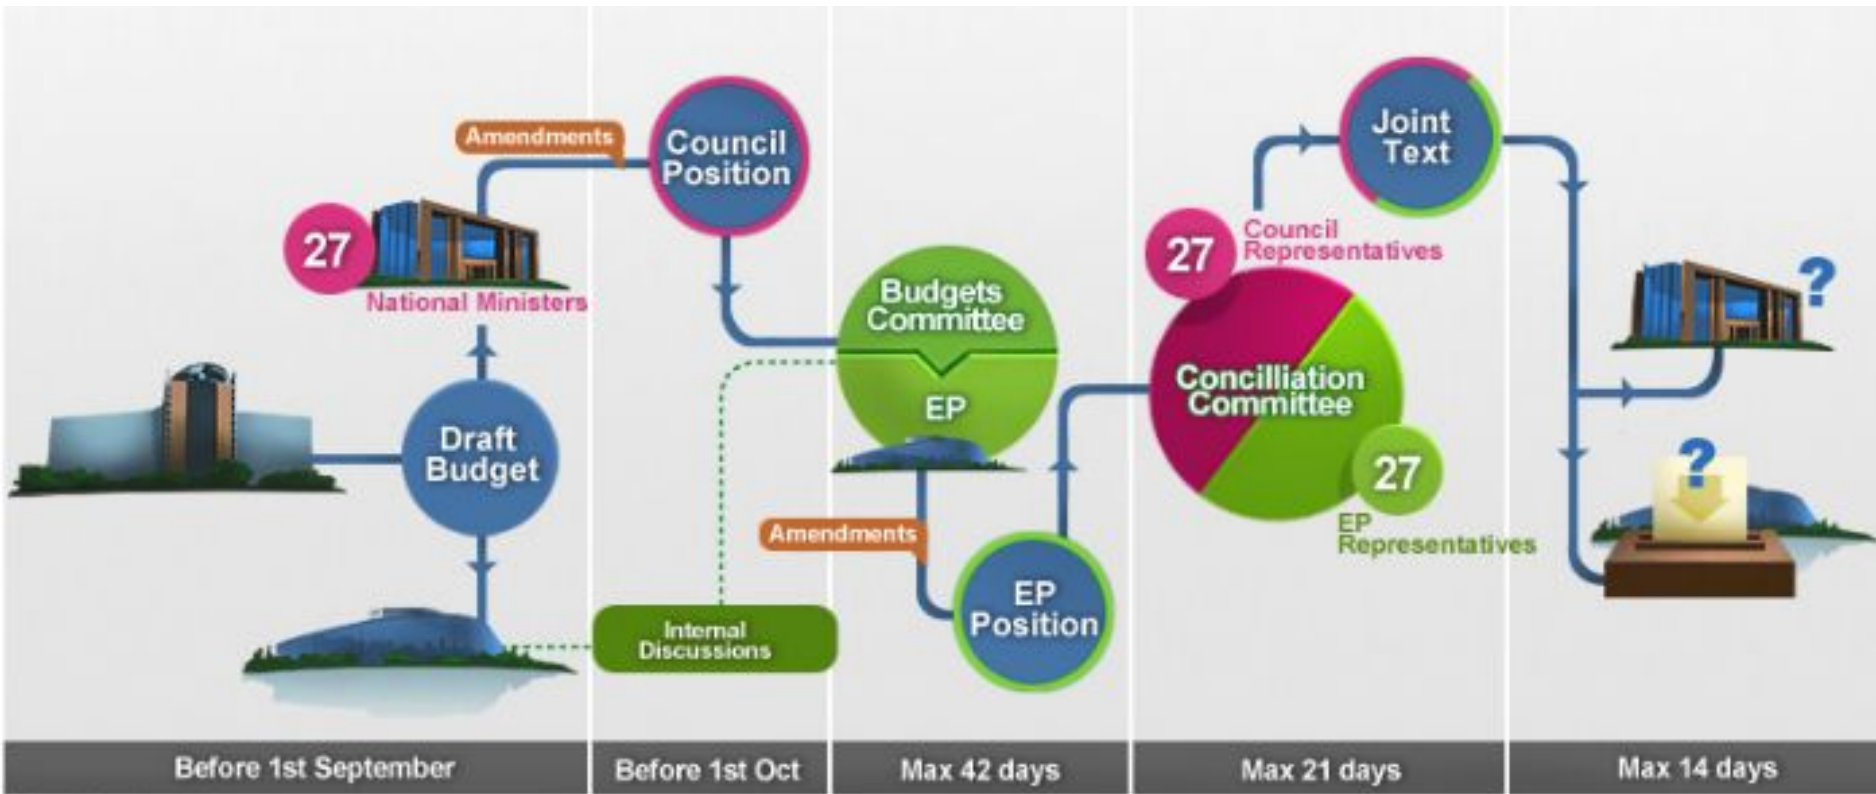 Amendments
27
National Ministers
Draft
Budget
Before 1st September
Council
Position
Internal
Discussions
Before 1st Oct
Budgets
Committee
EP
Amendments
EP
Position
Max 42 days
27
Council
Representatives
Concilliation
Committee
27
EP
Representatives
Joint
Text
Max 21 days
?
?
Max 14 days